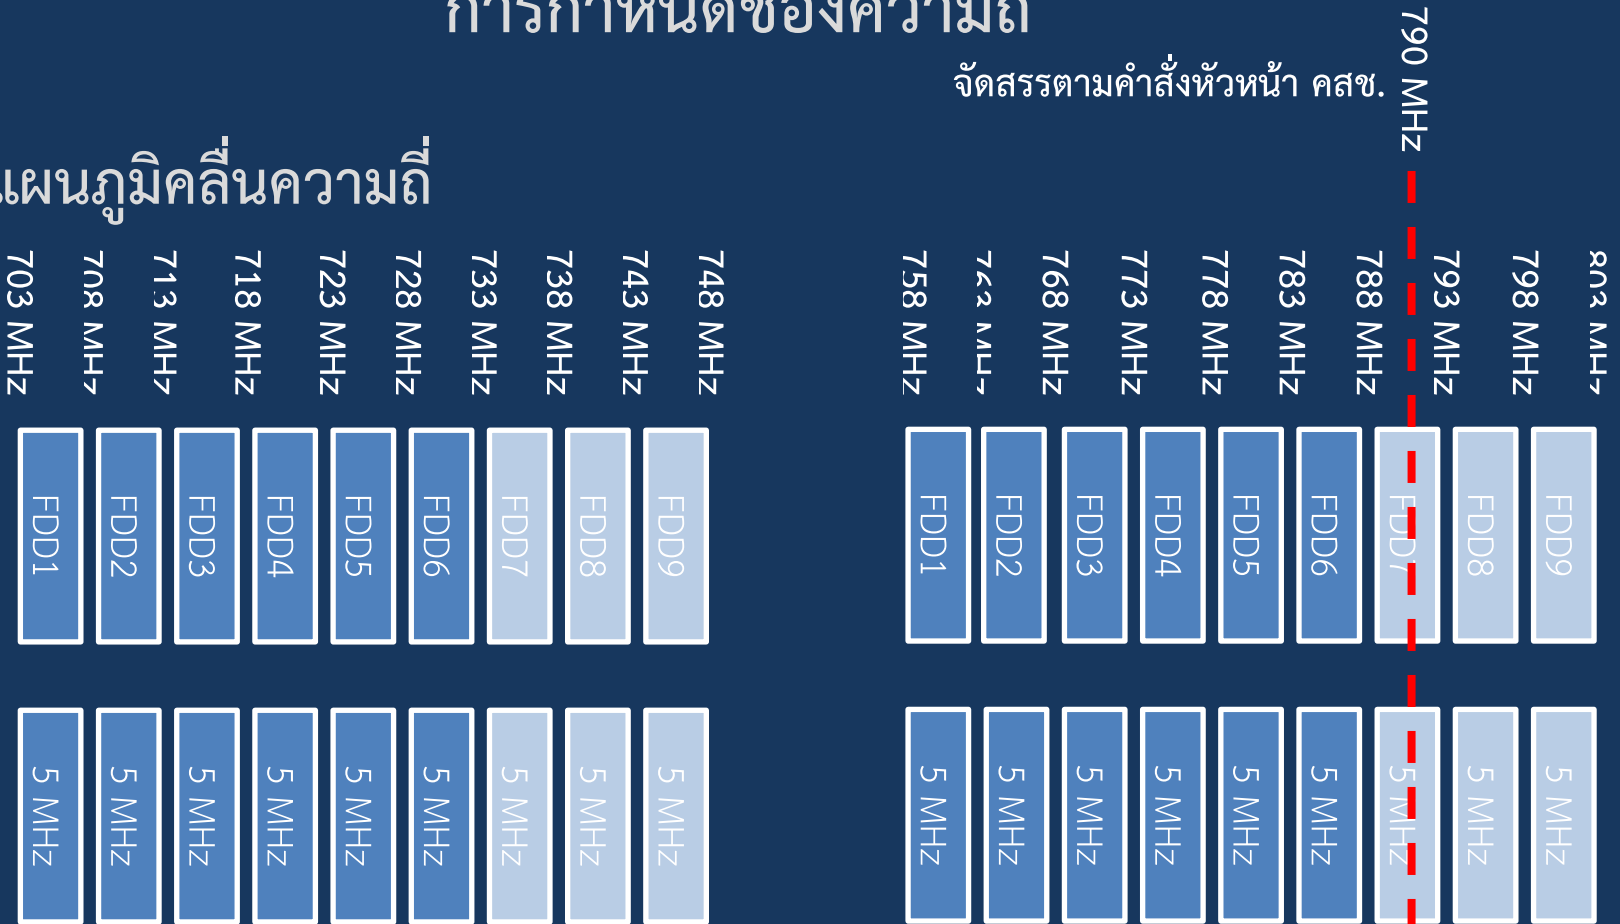 การกำหนดช่องความถี่
790 MHz
จัดสรรตามคำสั่งหัวหน้า คสช.
แผนภูมิคลื่นความถี่
703 MHz 708 MHz 713 MHz 718 MHz 723 MHz 728 MHz 733 MHz 738 MHz 743 MHz 748 MHz 758 MHz 763 MHz 768 MHz 773 MHz 778 MHz 783 MHz 788 MHz 793 MHz 798 MHz 803 MHz
FDD1 FDD2 FDD3 FDD4 FDD5 FDD6 FDD7 FDD8 FDD9 FDD1 FDD2 FDD3 FDD4 FDD5 FDD6 FDD7 FDD8 FDD9
5 MHz 5 MHz 5 MHz 5 MHz 5 MHz 5 MHz 5 MHz 5 MHz 5 MHz 5 MHz 5 MHz 5 MHz 5 MHz 5 MHz 5 MHz 5 MHz 5 MHz 5 MHz